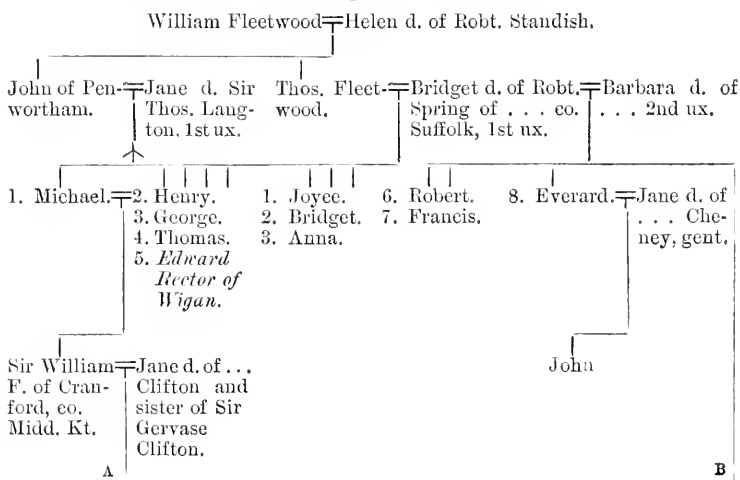 William Fleetwood Helen d. of Robt. Standish.
John of Pen- Jane d. Sir Thos. Fleet- Bridget d. of Robt. Barbara d. of
wortham. Thos. Lang- wood. Spring of . . . co. . . . 2nd ux.
ton, 1st ux. Suffolk, 1st ux.
1. Michael. 2. Henry. 1. Joyce. 6. Robert. 8. Everard. Jane d. of
3. George. 2. Bridget. 7. Francis. . . . Che-
4. Thomas. 3. Anna. ney, gent.
5. Edward
Rector of
Wigan.
Sir William Jane d. of ... John
F. of Cran- Clifton and
ford, co. sister of Sir
Midd. Kt. Gervase
Clifton.
A B